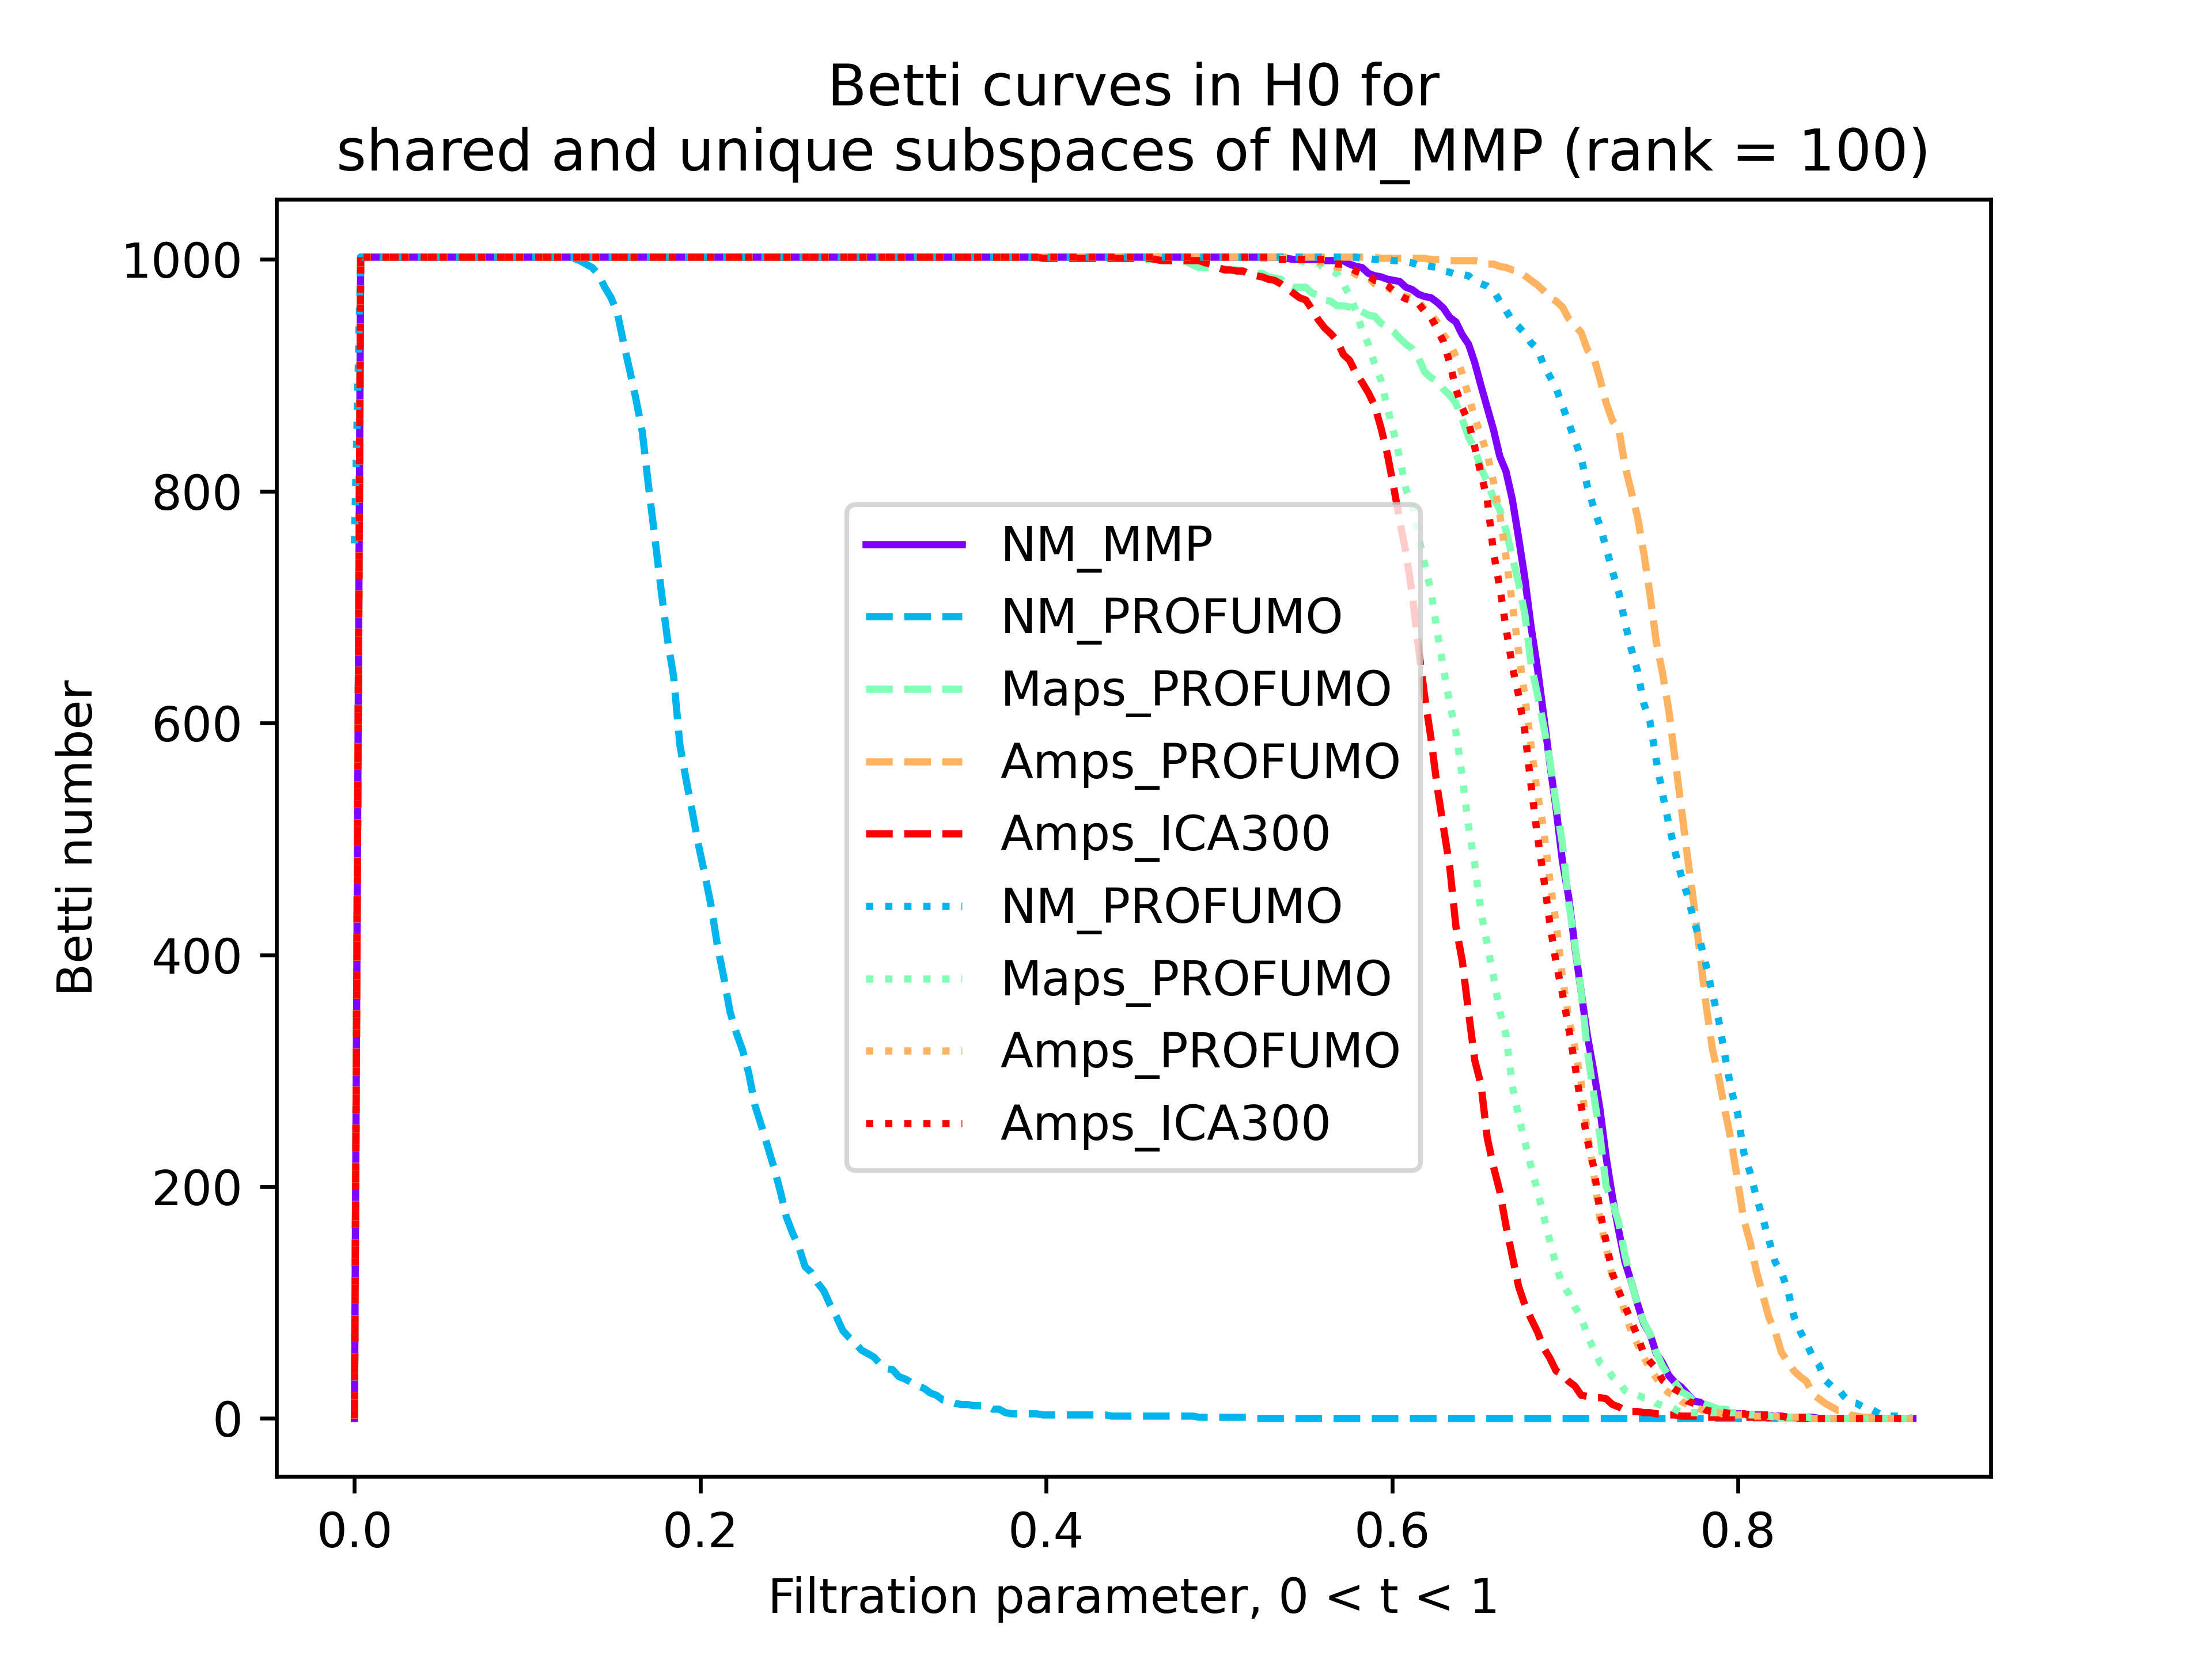 Betti curves in H0 for
shared and unique subspaces of NM_MMP (rank = 100)
Betti number
1000
800
600
400
200
0
NM_MMP
NM_PROFUMO
Maps_PROFUMO
Amps_PROFUMO
Amps_ICA300
NM_PROFUMO
Maps_PROFUMO
Amps_PROFUMO
Amps_ICA300
0.0 0.2 0.4 0.6 0.8
Filtration parameter, 0 < t < 1